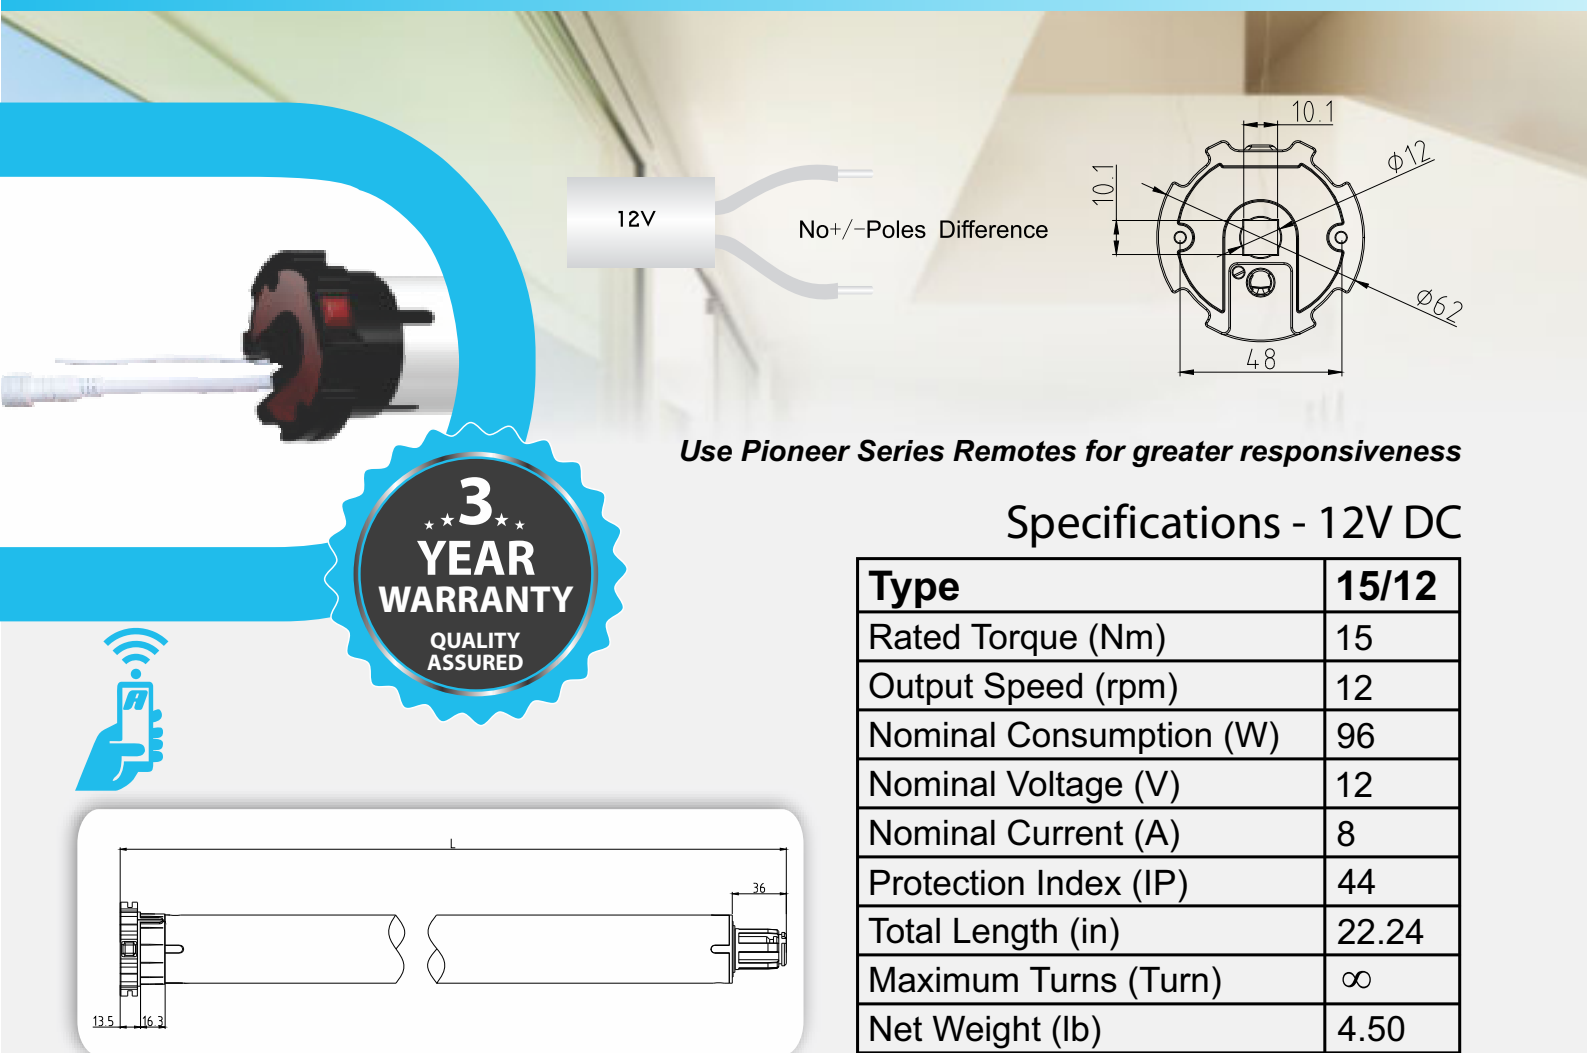 10.1
10.1
ϕ12
12V
No+/-Poles Difference
ϕ62
48
Use Pioneer Series Remotes for greater responsiveness
3
YEAR
WARRANTY
QUALITY
ASSURED
A
Specifications - 12V DC
Type 15/12
Rated Torque (Nm) 15
Output Speed (rpm) 12
Nominal Consumption (W) 96
Nominal Voltage (V) 12
Nominal Current (A) 8
Protection Index (IP) 44
Total Length (in) 22.24
Maximum Turns (Turn) ∞
Net Weight (lb) 4.50
L
36
13.5 16.3